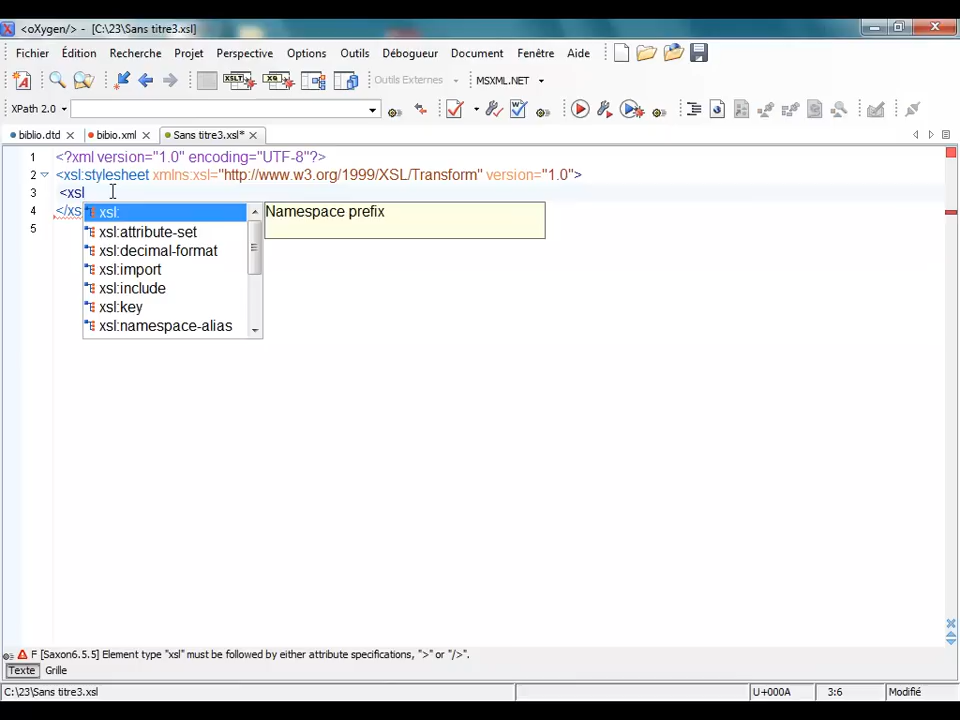 <oXygen/> - [C:\23\Sans titre3.xsl]
Fichier Édition Recherche Projet Perspective Options Outils Débogueur Document Fenêtre Aide
Outils Externes MSXML.NET
XPath 2.0
biblio.dtd bibio.xml Sans titre3.xsl*
1 <?xml version="1.0" encoding="UTF-8"?>
2 <xsl:stylesheet xmlns:xsl="http://www.w3.org/1999/XSL/Transform" version="1.0">
3 <xsl
4 </xs
5
xsl: Namespace prefix
xsl:attribute-set
xsl:decimal-format
xsl:import
xsl:include
xsl:key
xsl:namespace-alias
F [Saxon6.5.5] Element type "xsl" must be followed by either attribute specifications, ">" or "/>".
Texte Grille
C:\23\Sans titre3.xsl U+000A 3:6 Modifié